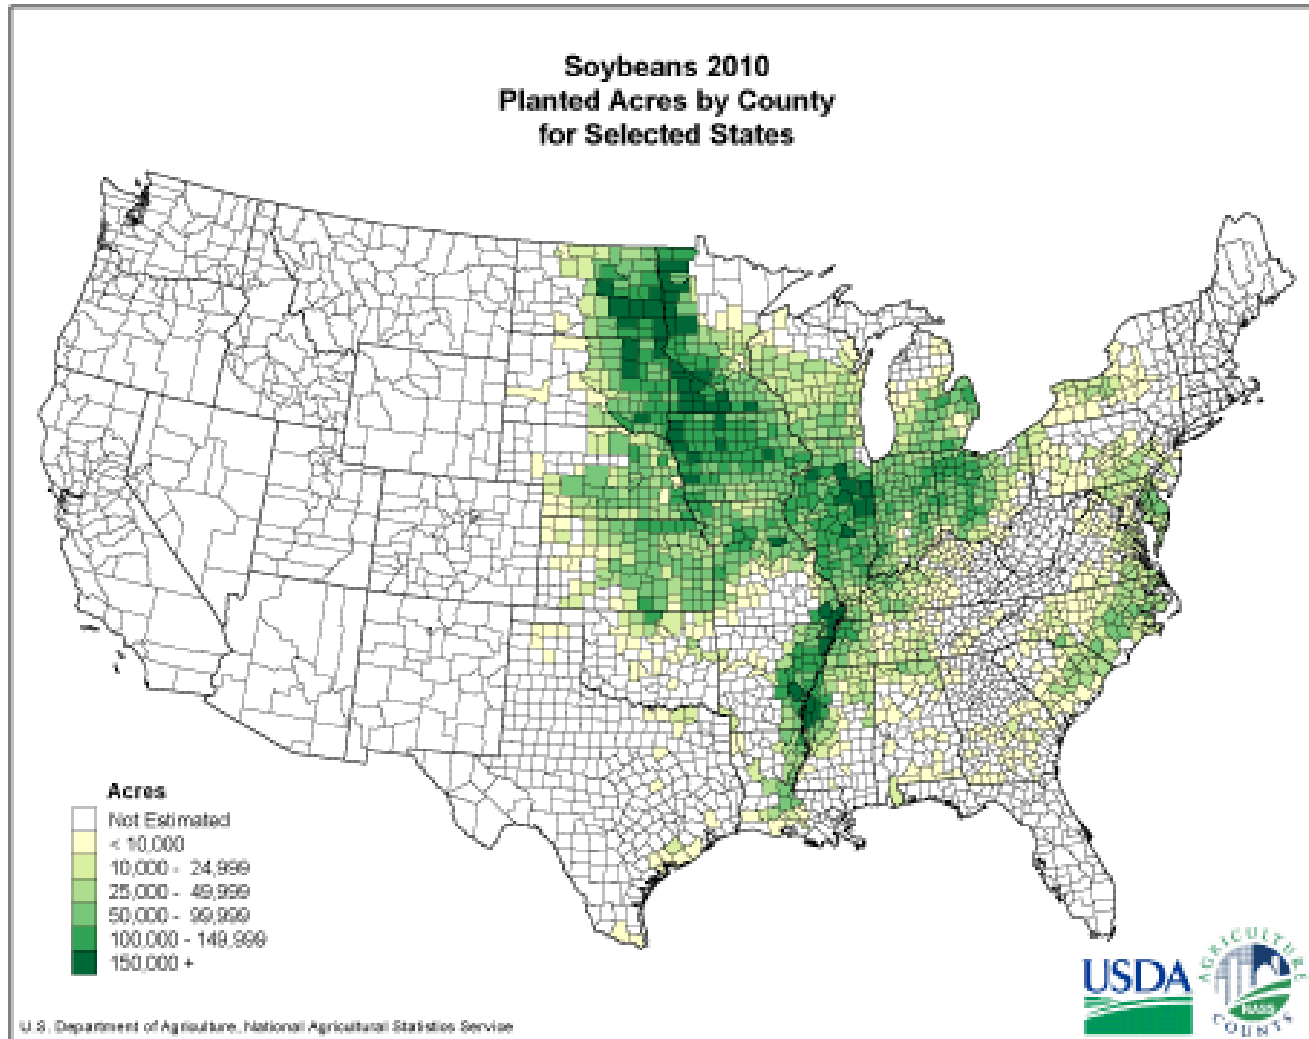 Soybeans 2010
Planted Acres by County
for Selected States
Acres
Not Estimated
< 10,000
10,000 - 24,999
25,000 - 49,999
50,000 - 99,999
100,000 - 149,999
150,000 +
USDA
AGRICULTURE
NASS
COUNTS
U.S. Department of Agriculture, National Agricultural Statistics Service